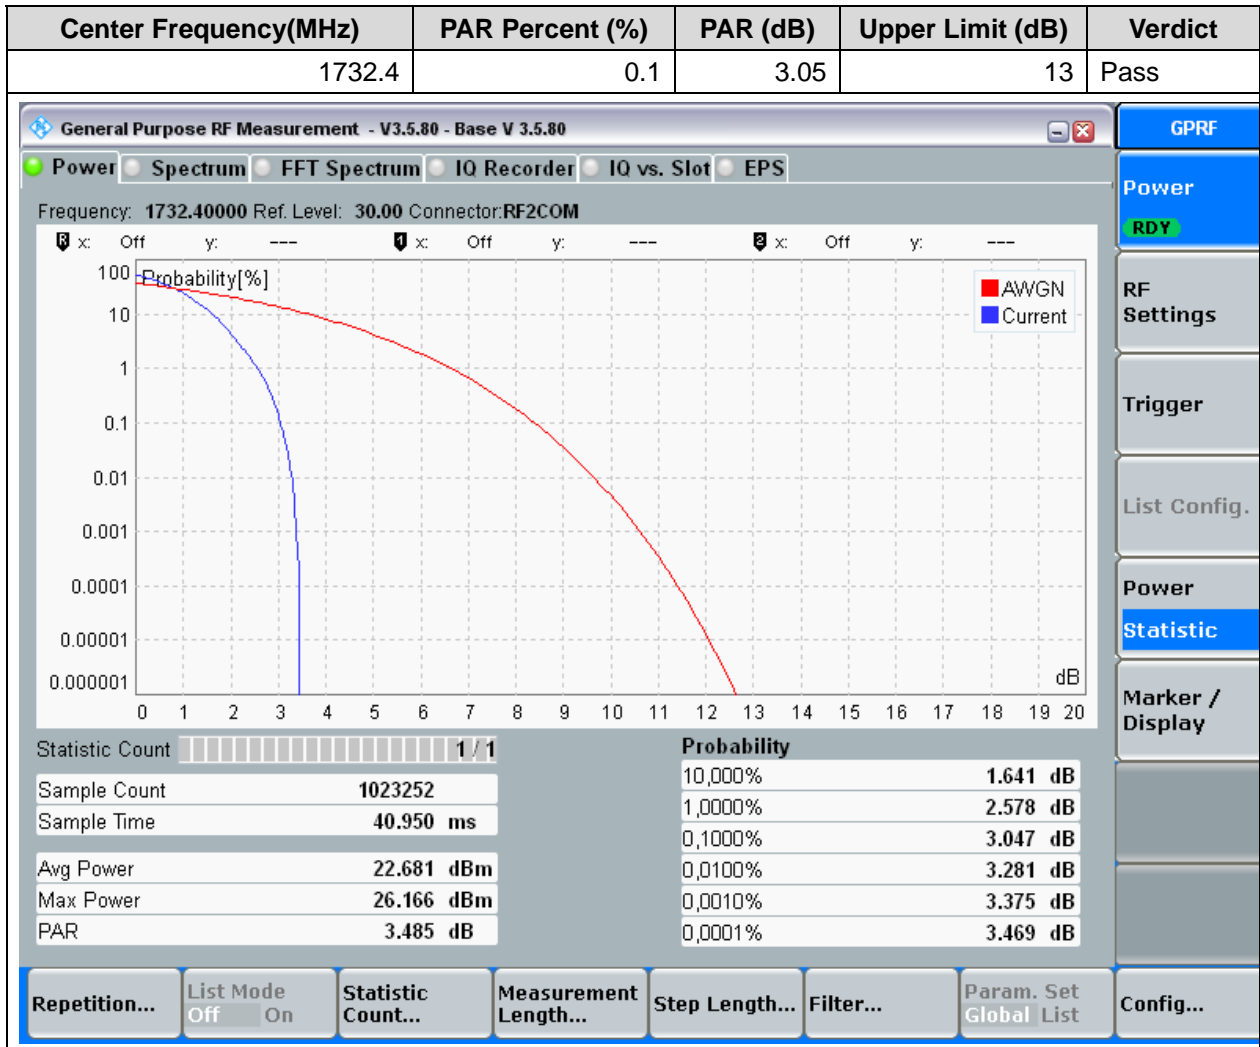 Center Frequency(MHz) PAR Percent (%) PAR (dB) Upper Limit (dB) Verdict
1732.4 0.1 3.05 13 Pass
General Purpose RF Measurement - V3.5.80 - Base V 3.5.80
GPRF
Power Spectrum FFT Spectrum IQ Recorder IQ vs. Slot EPS
Frequency: 1732.40000 Ref. Level: 30.00 Connector:RF2COM
R x: Off y: --- 1 x: Off y: --- 2 x: Off y: ---
Probability[%]
100
10
1
0.1
0.01
0.001
0.0001
0.00001
0.000001
AWGN
Current
dB
0 1 2 3 4 5 6 7 8 9 10 11 12 13 14 15 16 17 18 19 20
Statistic Count 1 / 1
Sample Count 1023252
Sample Time 40.950 ms
Avg Power 22.681 dBm
Max Power 26.166 dBm
PAR 3.485 dB
Probability
10,000% 1.641 dB
1,0000% 2.578 dB
0,1000% 3.047 dB
0,0100% 3.281 dB
0,0010% 3.375 dB
0,0001% 3.469 dB
Power
RDY
RF
Settings
Trigger
List Config.
Power
Statistic
Marker /
Display
Repetition...
List Mode
Off On
Statistic
Count...
Measurement
Length...
Step Length...
Filter...
Param. Set
Global List
Config...